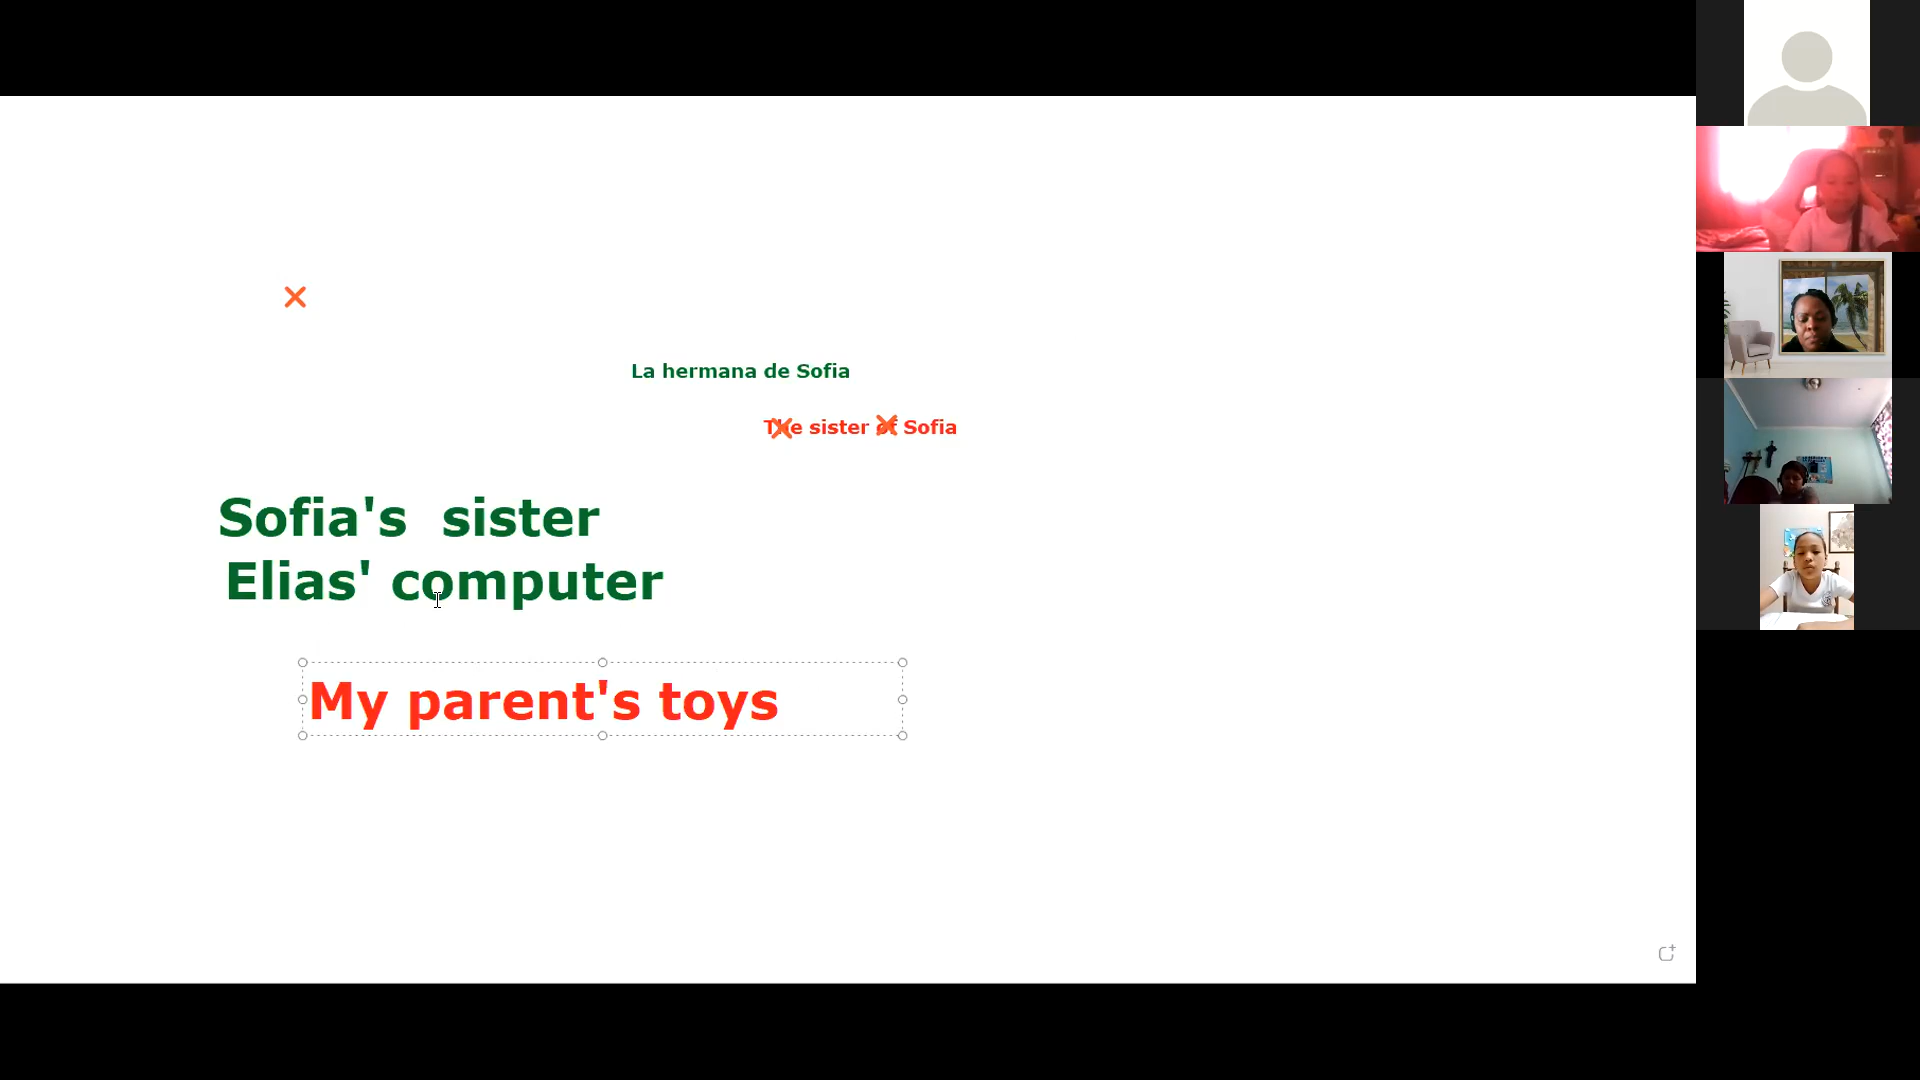 La hermana de Sofia
The sister of Sofia
Sofia's sister
Elias' computer
My parent's toys